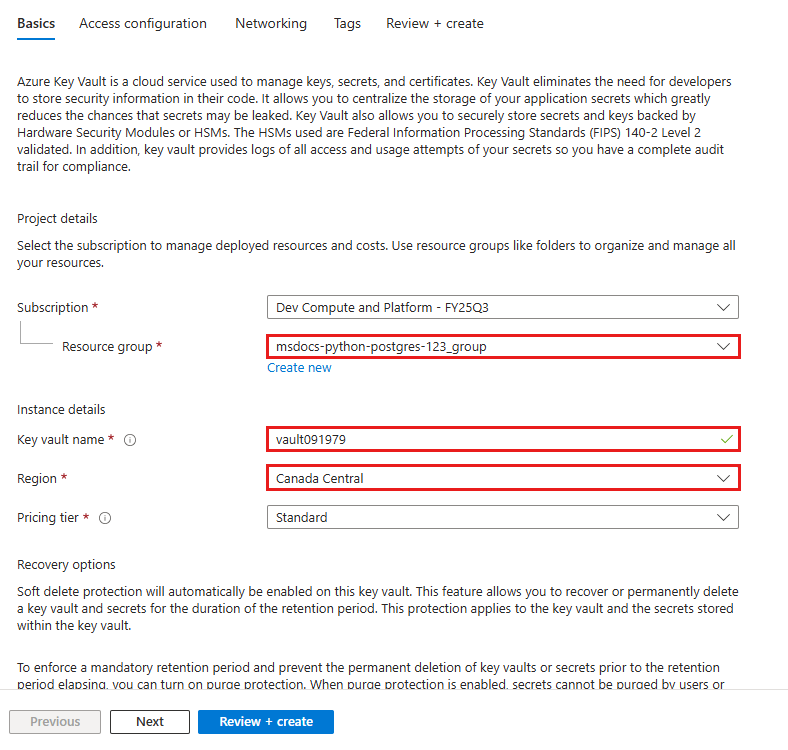 Basics Access configuration Networking Tags Review + create
Azure Key Vault is a cloud service used to manage keys, secrets, and certificates. Key Vault eliminates the need for developers
to store security information in their code. It allows you to centralize the storage of your application secrets which greatly
reduces the chances that secrets may be leaked. Key Vault also allows you to securely store secrets and keys backed by
Hardware Security Modules or HSMs. The HSMs used are Federal Information Processing Standards (FIPS) 140-2 Level 2
validated. In addition, key vault provides logs of all access and usage attempts of your secrets so you have a complete audit
trail for compliance.
Project details
Select the subscription to manage deployed resources and costs. Use resource groups like folders to organize and manage all
your resources.
Subscription * Dev Compute and Platform - FY25Q3
Resource group * msdocs-python-postgres-123_group
Create new
Instance details
Key vault name * vault091979
Region * Canada Central
Pricing tier * Standard
Recovery options
Soft delete protection will automatically be enabled on this key vault. This feature allows you to recover or permanently delete
a key vault and secrets for the duration of the retention period. This protection applies to the key vault and the secrets stored
within the key vault.
To enforce a mandatory retention period and prevent the permanent deletion of key vaults or secrets prior to the retention
period elapsing, you can turn on purge protection. When purge protection is enabled, secrets cannot be purged by users or
Previous Next Review + create